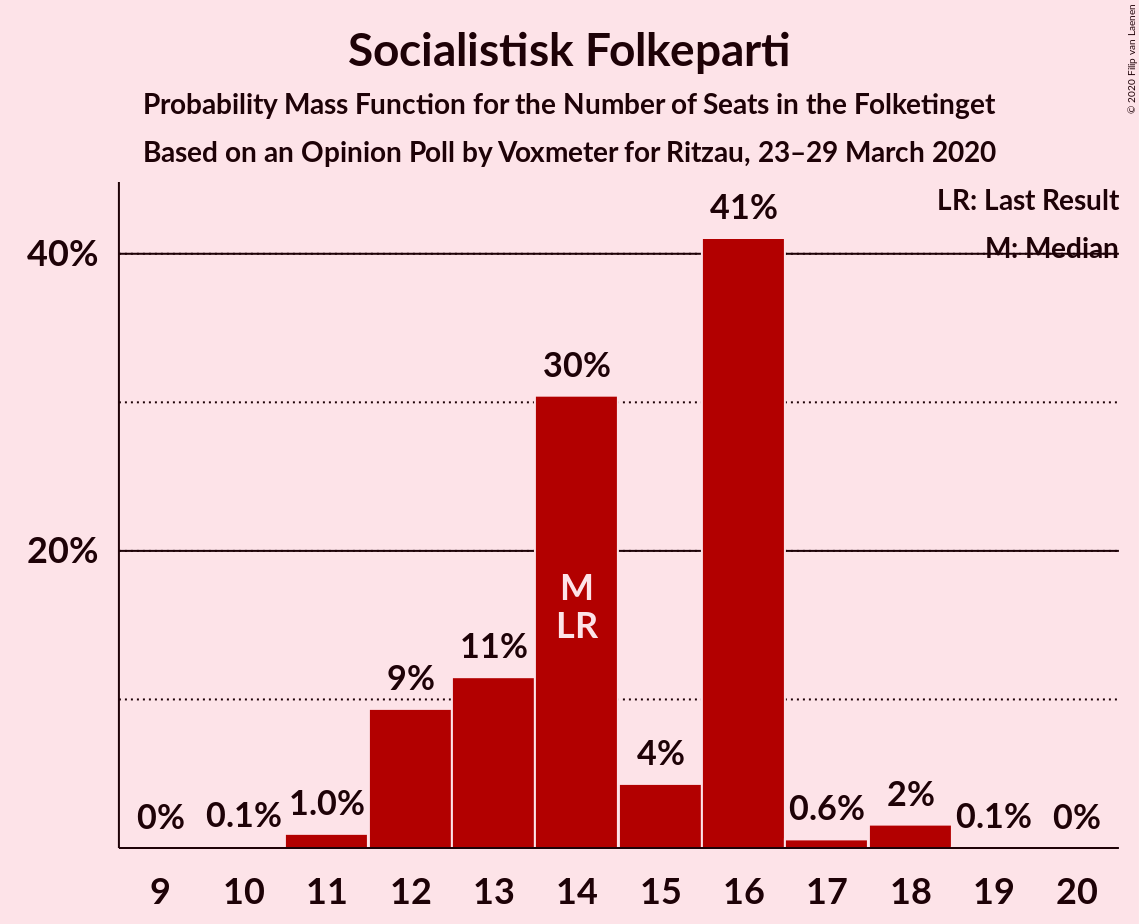 Socialistisk Folkeparti
Probability Mass Function for the Number of Seats in the Folketinget
Based on an Opinion Poll by Voxmeter for Ritzau, 23–29 March 2020
© 2020 Filip van Laenen
LR: Last Result
M: Median
40%
20%
0%
0.1%
1.0%
9%
11%
30%
4%
41%
0.6%
2%
0.1%
0%
M
LR
9 10 11 12 13 14 15 16 17 18 19 20